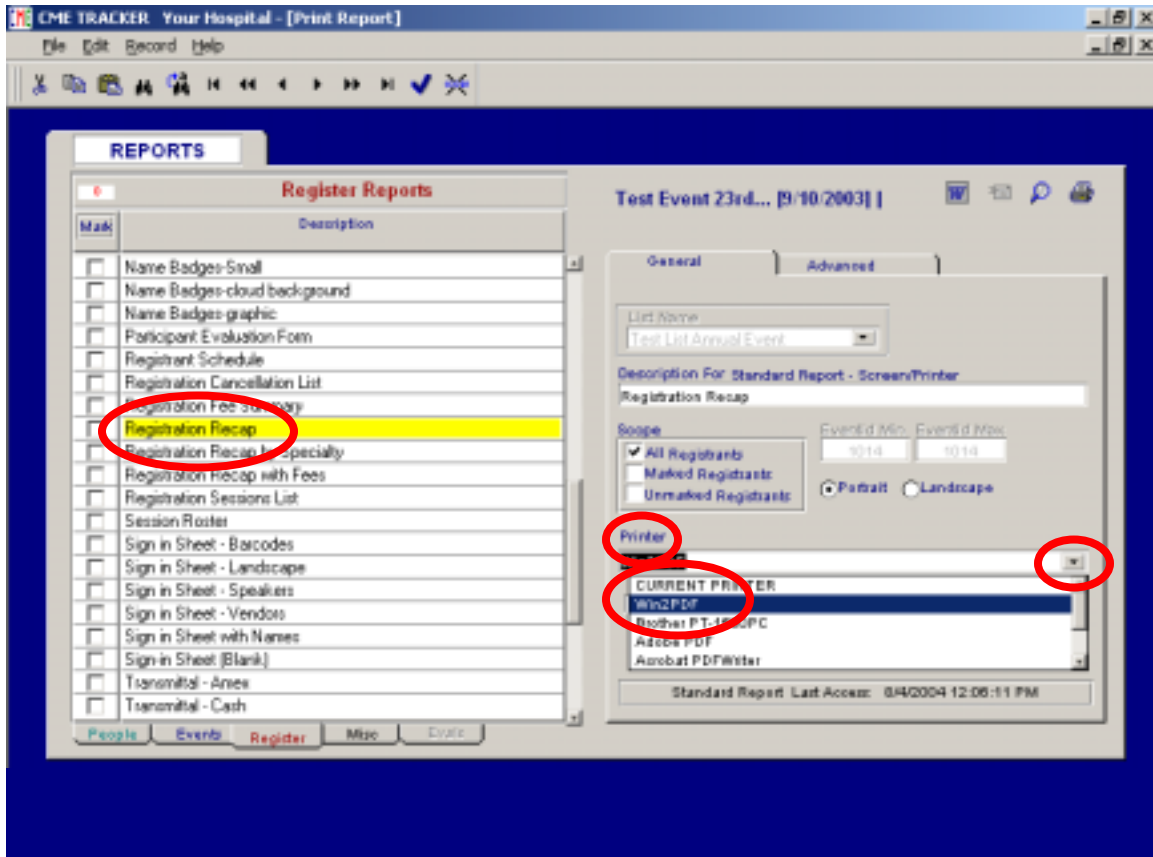 CME TRACKER Your Hospital - [Print Report]
File Edit Record Help
REPORTS
0 Register Reports
Mark Description
Name Badges-Small
Name Badges-cloud background
Name Badges-graphic
Participant Evaluation Form
Registrant Schedule
Registration Cancellation List
Registration Fee Summary
Registration Recap
Registration Recap by Specialty
Registration Recap with Fees
Registration Sessions List
Session Roster
Sign in Sheet - Barcodes
Sign in Sheet - Landscape
Sign in Sheet - Speakers
Sign in Sheet - Vendors
Sign in Sheet with Names
Sign-in Sheet (Blank)
Transmittal - Amex
Transmittal - Cash
People Events Register Misc
Test Event 23rd... [9/10/2003] |
W
General Advanced
List Name
Test List Annual Event
Description For Standard Report - Screen/Printer
Registration Recap
Scope
All Registrants
Marked Registrants
Unmarked Registrants
EventId Min EventId Max
1014 1014
Portrait Landscape
Printer
CURRENT PRINTER
Win2PDF
Brother
Adobe PDF
Acrobat PDFWriter
Standard Report Last Access: 8/4/2004 12:06:11 PM